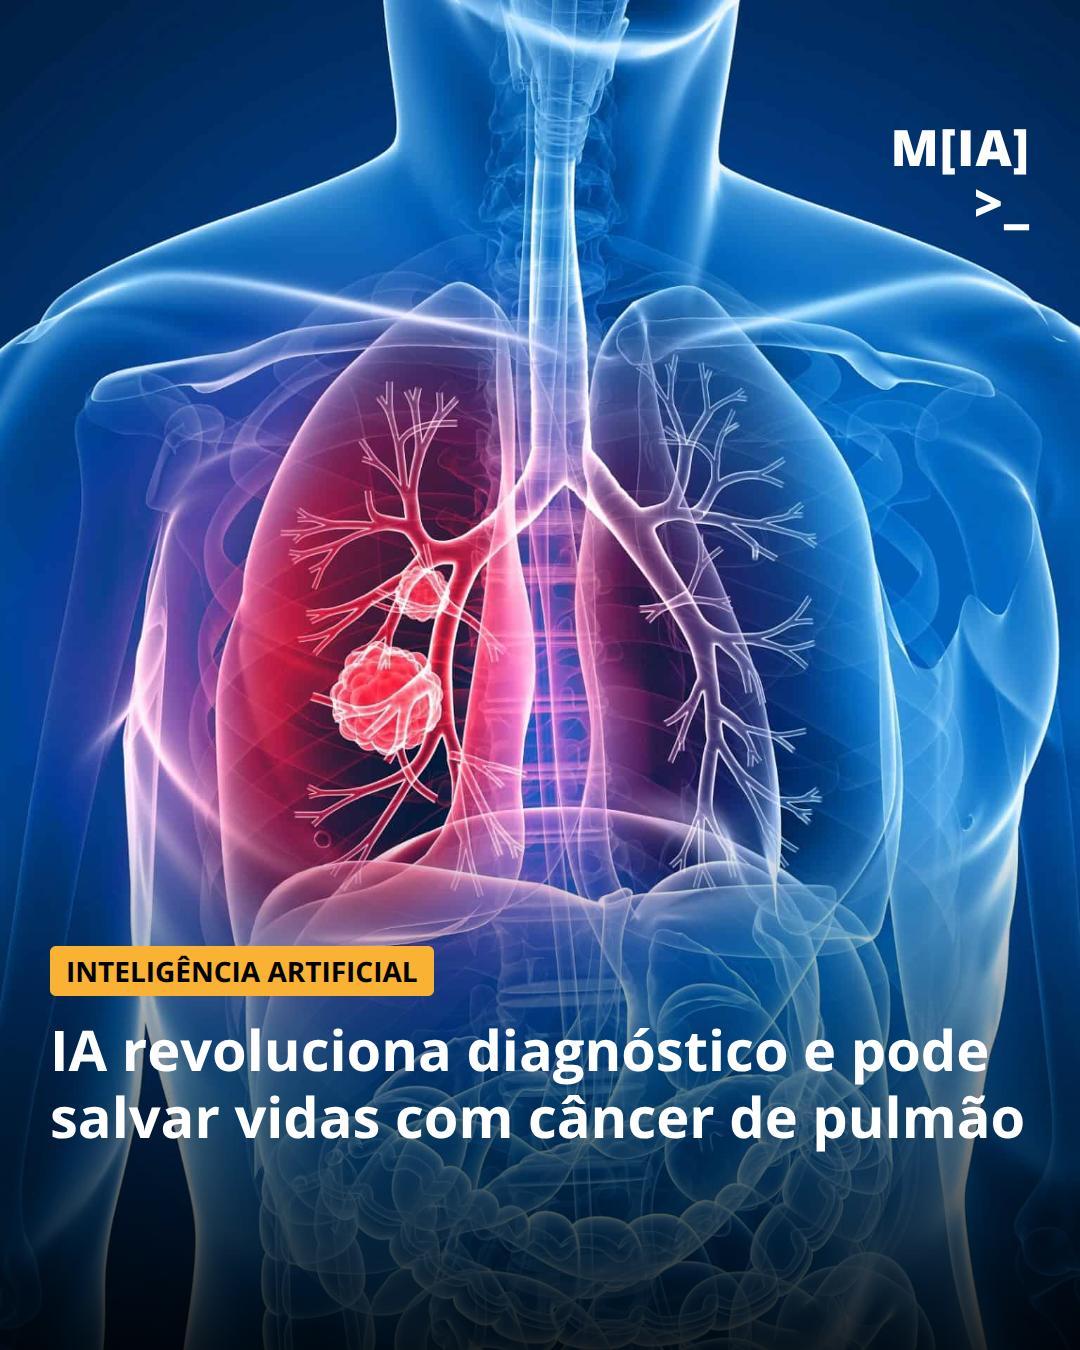 M[IA]
>_
INTELIGÊNCIA ARTIFICIAL
IA revoluciona diagnóstico e pode
salvar vidas com câncer de pulmão